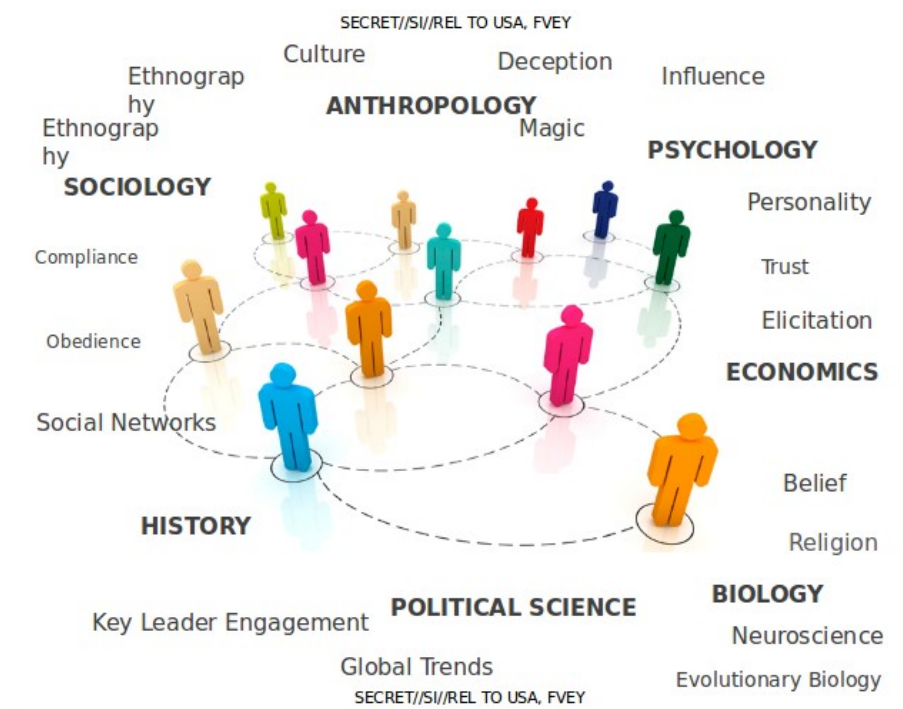 SECRET//SI//REL TO USA, FVEY
Culture
Deception
Influence
Ethnograp
hy
ANTHROPOLOGY
Magic
Ethnograp
hy
PSYCHOLOGY
SOCIOLOGY
Personality
Compliance
Trust
Elicitation
Obedience
ECONOMICS
Social Networks
Belief
HISTORY
Religion
BIOLOGY
POLITICAL SCIENCE
Key Leader Engagement
Neuroscience
Global Trends
Evolutionary Biology
SECRET//SI//REL TO USA, FVEY